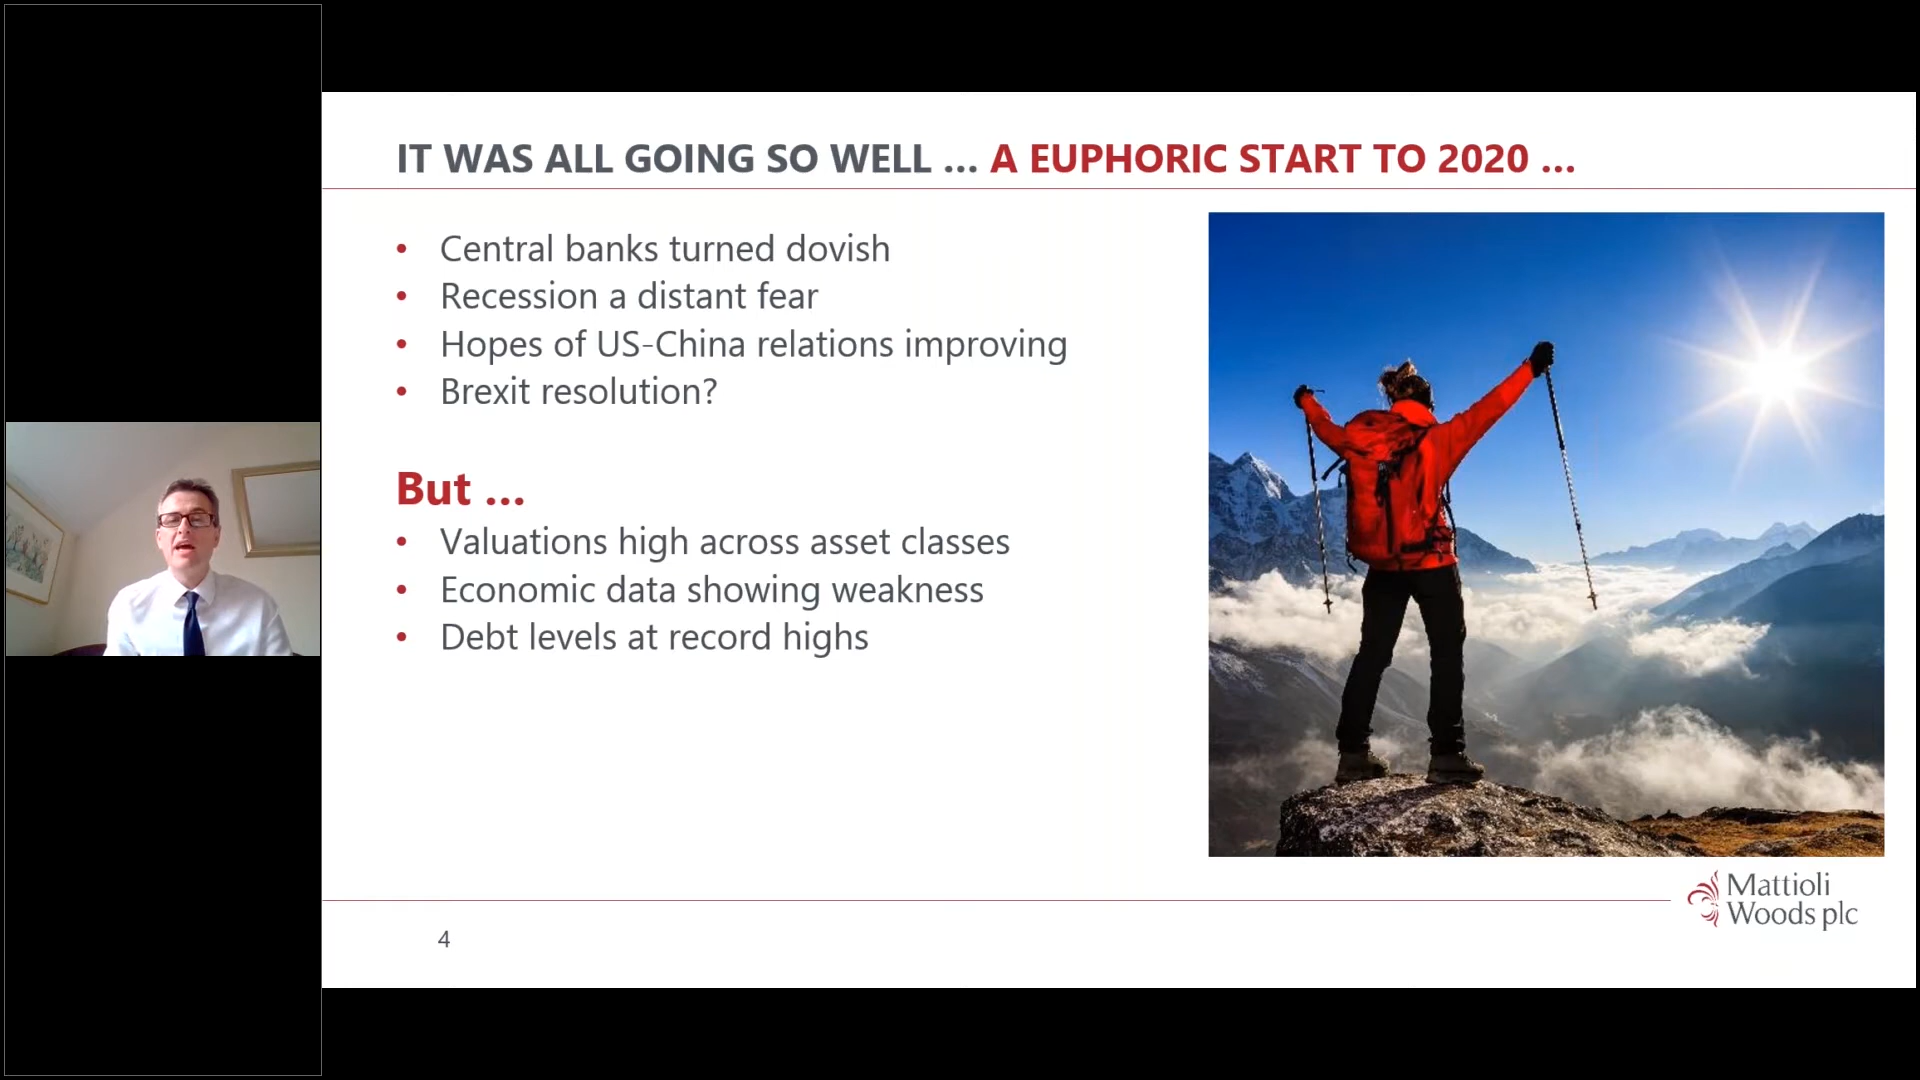 IT WAS ALL GOING SO WELL ... A EUPHORIC START TO 2020 ...
• Central banks turned dovish
• Recession a distant fear
• Hopes of US-China relations improving
• Brexit resolution?
But ...
• Valuations high across asset classes
• Economic data showing weakness
• Debt levels at record highs
Mattioli
Woods plc
4